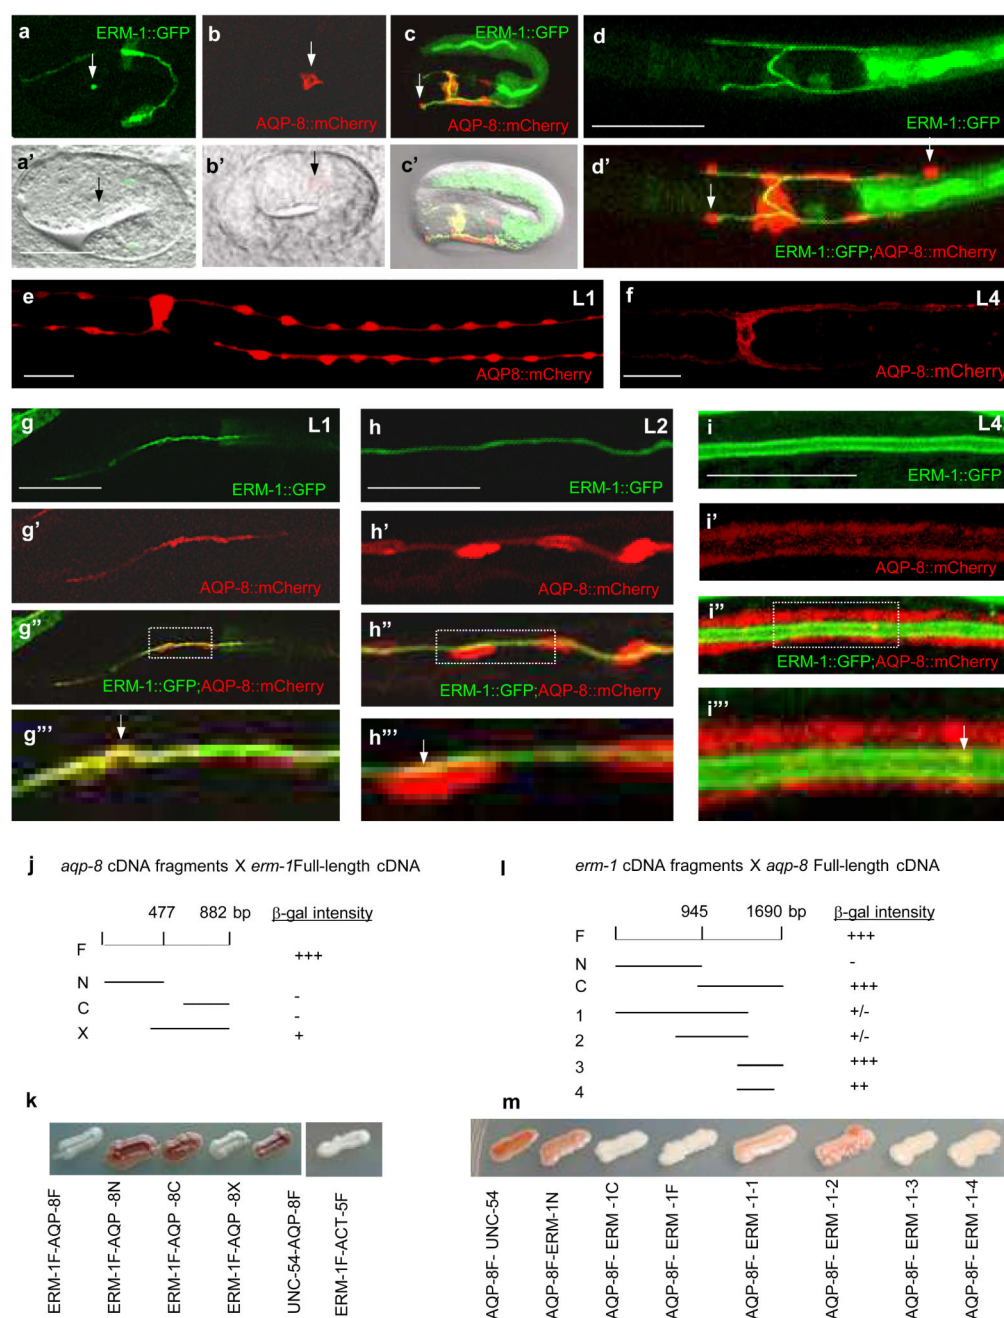 a ERM-1::GFP
b AQP-8::mCherry
c ERM-1::GFP
AQP-8::mCherry
d ERM-1::GFP
a'
b'
c'
d' ERM-1::GFP;AQP-8::mCherry
e L1
AQP8::mCherry
f L4
AQP-8::mCherry
g L1
ERM-1::GFP
h L2
ERM-1::GFP
i L4
ERM-1::GFP
g'
AQP-8::mCherry
h'
AQP-8::mCherry
i'
AQP-8::mCherry
g''
ERM-1::GFP;AQP-8::mCherry
h''
ERM-1::GFP;AQP-8::mCherry
i''
ERM-1::GFP;AQP-8::mCherry
g'''
h'''
i'''
j aqp-8 cDNA fragments X erm-1Full-length cDNA
477 882 bp β-gal intensity
F +++
N -
C -
X +
l erm-1 cDNA fragments X aqp-8 Full-length cDNA
945 1690 bp β-gal intensity
F +++
N -
C +++
1 +/-
2 +/-
3 +++
4 ++
k
ERM-1F-AQP-8F
ERM-1F-AQP -8N
ERM-1F-AQP -8C
ERM-1F-AQP -8X
UNC-54-AQP-8F
ERM-1F-ACT-5F
m
AQP-8F- UNC-54
AQP-8F-ERM-1N
AQP-8F- ERM -1C
AQP-8F- ERM -1F
AQP-8F- ERM -1-1
AQP-8F- ERM -1-2
AQP-8F- ERM -1-3
AQP-8F- ERM -1-4